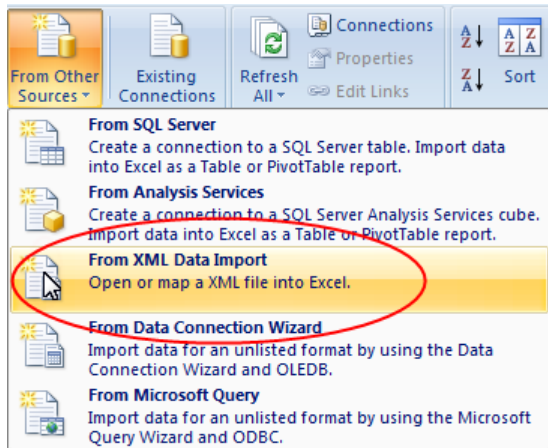 From Other
Sources
Existing
Connections
Refresh
All
Connections
Properties
Edit Links
A
Z
Z
A
A Z
Z A
Sort
From SQL Server
Create a connection to a SQL Server table. Import data
into Excel as a Table or PivotTable report.
From Analysis Services
Create a connection to a SQL Server Analysis Services cube.
Import data into Excel as a Table or PivotTable report.
From XML Data Import
Open or map a XML file into Excel.
From Data Connection Wizard
Import data for an unlisted format by using the Data
Connection Wizard and OLEDB.
From Microsoft Query
Import data for an unlisted format by using the Microsoft
Query Wizard and ODBC.